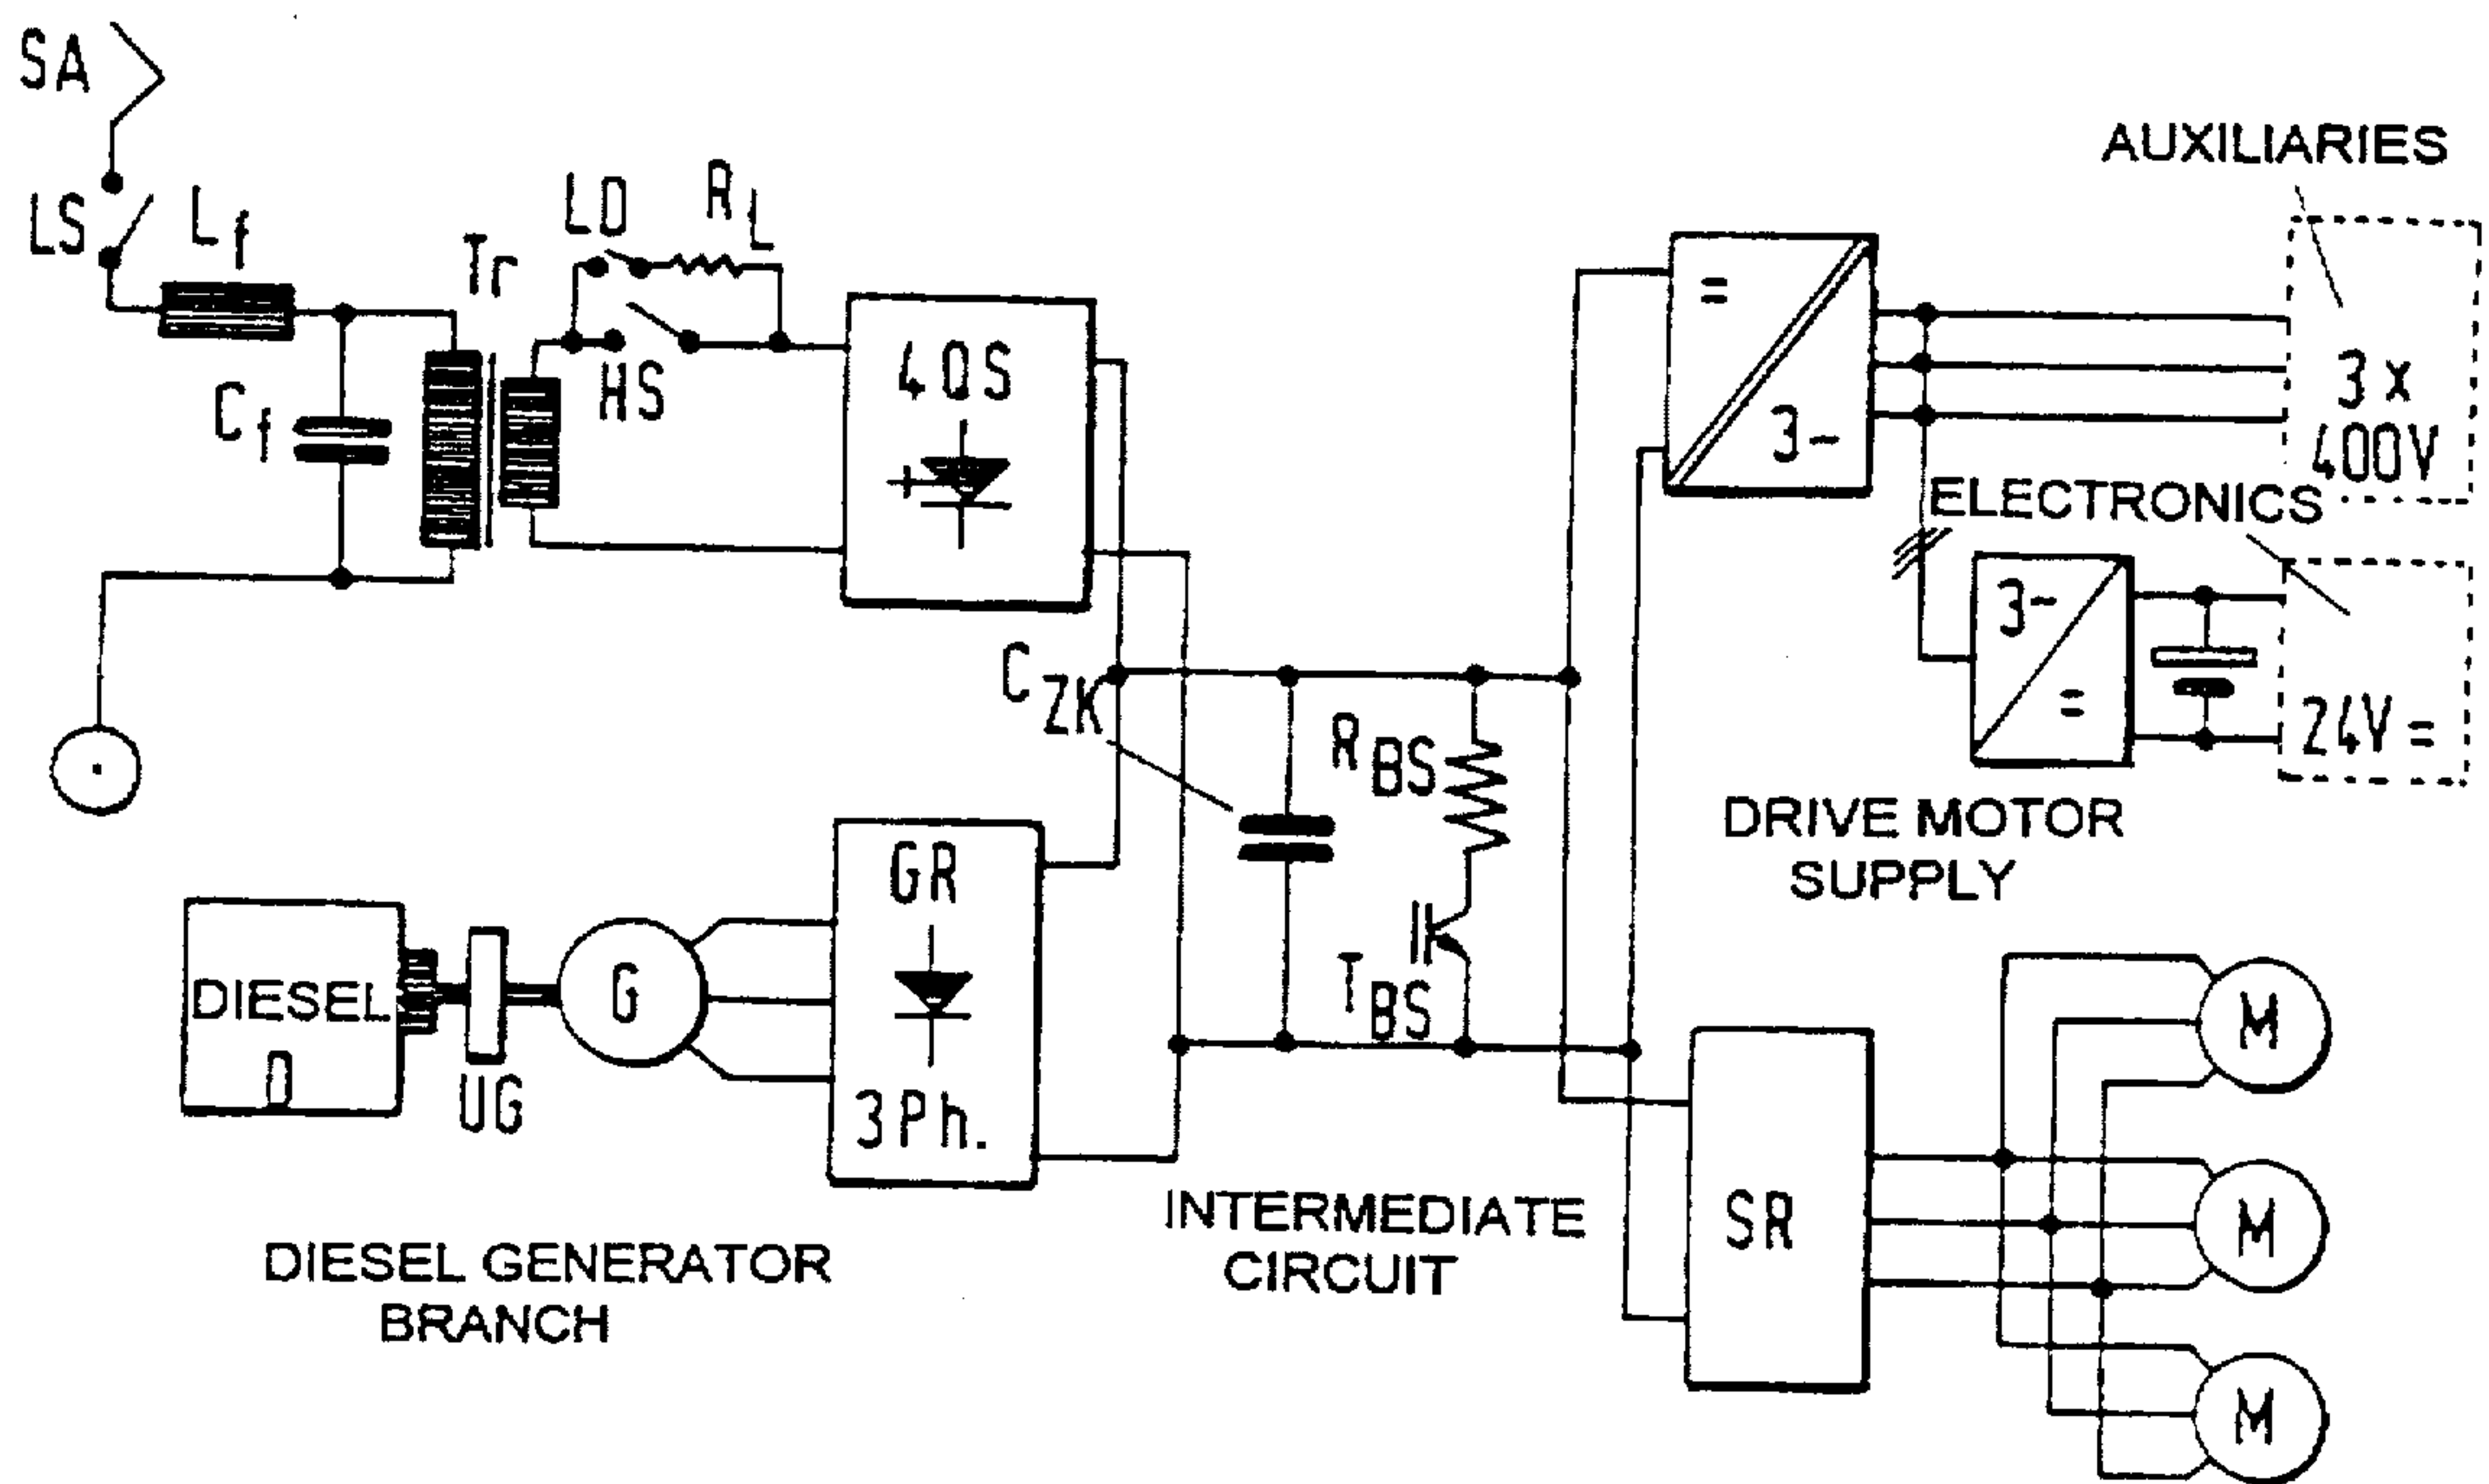 SA
LS
Lf
Cf
Tr
LO
RL
HS
4QS
AUXILIARIES
=
3~
3 x
400V
ELECTRONICS
3~
=
24V =
CZK
RBS
TBS
DRIVE MOTOR
SUPPLY
DIESEL
UG
G
GR
3Ph.
SR
M
M
M
INTERMEDIATE
CIRCUIT
DIESEL GENERATOR
BRANCH